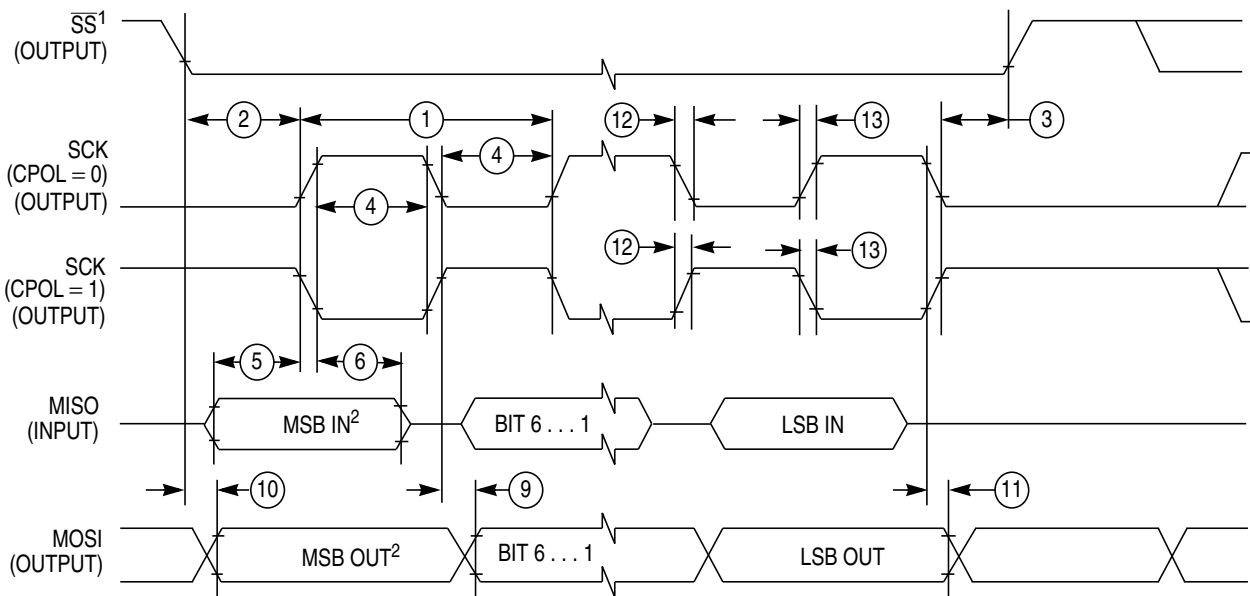 SS¹
(OUTPUT)
2
1
12
13
3
SCK
(CPOL = 0)
(OUTPUT)
4
4
12
13
SCK
(CPOL = 1)
(OUTPUT)
5
6
MISO
(INPUT)
MSB IN²
BIT 6 . . . 1
LSB IN
10
9
11
MOSI
(OUTPUT)
MSB OUT²
BIT 6 . . . 1
LSB OUT